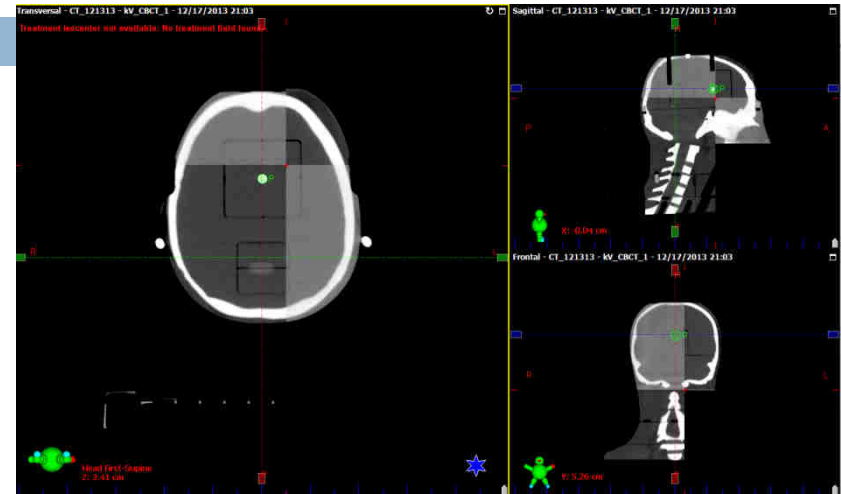 Transversal - CT_121313 - kV_CBCT_1 - 12/17/2013 21:03
Treatment isocenter not available: No treatment field found
R
P
Head First-Supine
Z: 3.41 cm
Sagittal - CT_121313 - kV_CBCT_1 - 12/17/2013 21:03
P
P
A
X: -0.04 cm
Frontal - CT_121313 - kV_CBCT_1 - 12/17/2013 21:03
R
L
Y: 5.26 cm